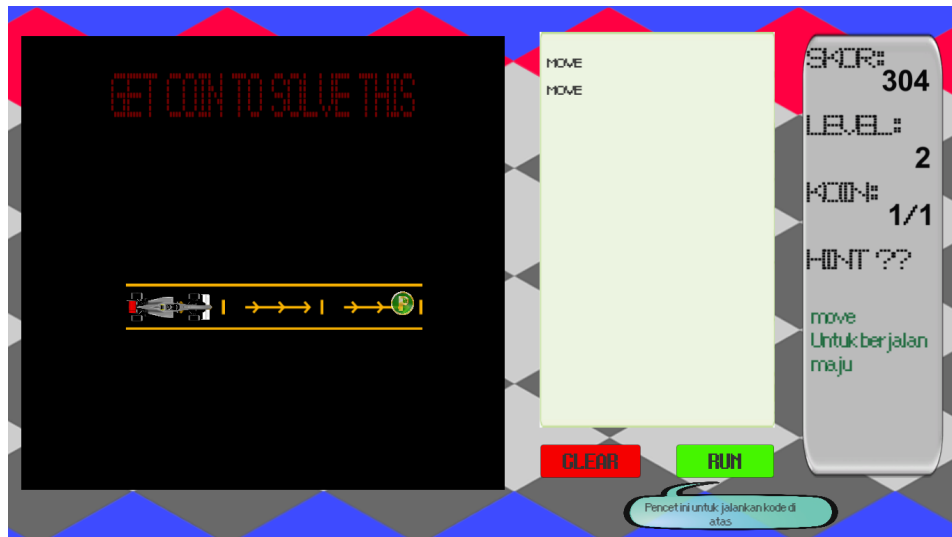 GET COIN TO SOLVE THIS
P
MOVE
MOVE
CLEAR
RUN
Pencet ini untuk jalankan kode di
atas
SKOR:
304
LEVEL:
2
KOIN:
1/1
HINT ??
move
Untuk berjalan
maju